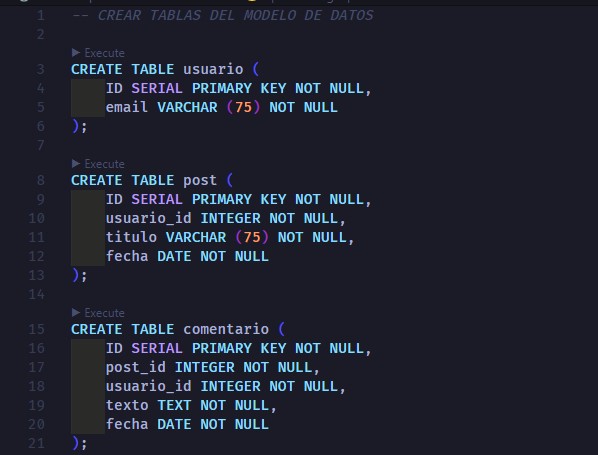 1 -- CREAR TABLAS DEL MODELO DE DATOS
2
Execute
3 CREATE TABLE usuario (
4 ID SERIAL PRIMARY KEY NOT NULL,
5 email VARCHAR (75) NOT NULL
6 );
7
Execute
8 CREATE TABLE post (
9 ID SERIAL PRIMARY KEY NOT NULL,
10 usuario_id INTEGER NOT NULL,
11 titulo VARCHAR (75) NOT NULL,
12 fecha DATE NOT NULL
13 );
14
Execute
15 CREATE TABLE comentario (
16 ID SERIAL PRIMARY KEY NOT NULL,
17 post_id INTEGER NOT NULL,
18 usuario_id INTEGER NOT NULL,
19 texto TEXT NOT NULL,
20 fecha DATE NOT NULL
21 );